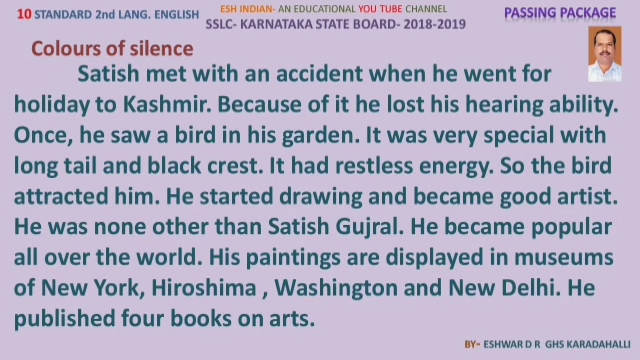 10 STANDARD 2nd LANG. ENGLISH
ESH INDIAN- AN EDUCATIONAL YOU TUBE CHANNEL
SSLC- KARNATAKA STATE BOARD- 2018-2019
PASSING PACKAGE
Colours of silence
Satish met with an accident when he went for
holiday to Kashmir. Because of it he lost his hearing ability.
Once, he saw a bird in his garden. It was very special with
long tail and black crest. It had restless energy. So the bird
attracted him. He started drawing and became good artist.
He was none other than Satish Gujral. He became popular
all over the world. His paintings are displayed in museums
of New York, Hiroshima , Washington and New Delhi. He
published four books on arts.
BY- ESHWAR D R GHS KARADAHALLI